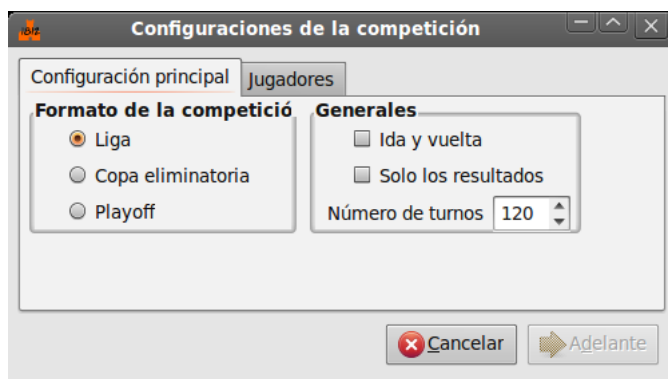 Configuraciones de la competición
Configuración principal
Jugadores
Formato de la competició
Generales
Liga
Ida y vuelta
Copa eliminatoria
Solo los resultados
Playoff
Número de turnos 120
Cancelar
Adelante